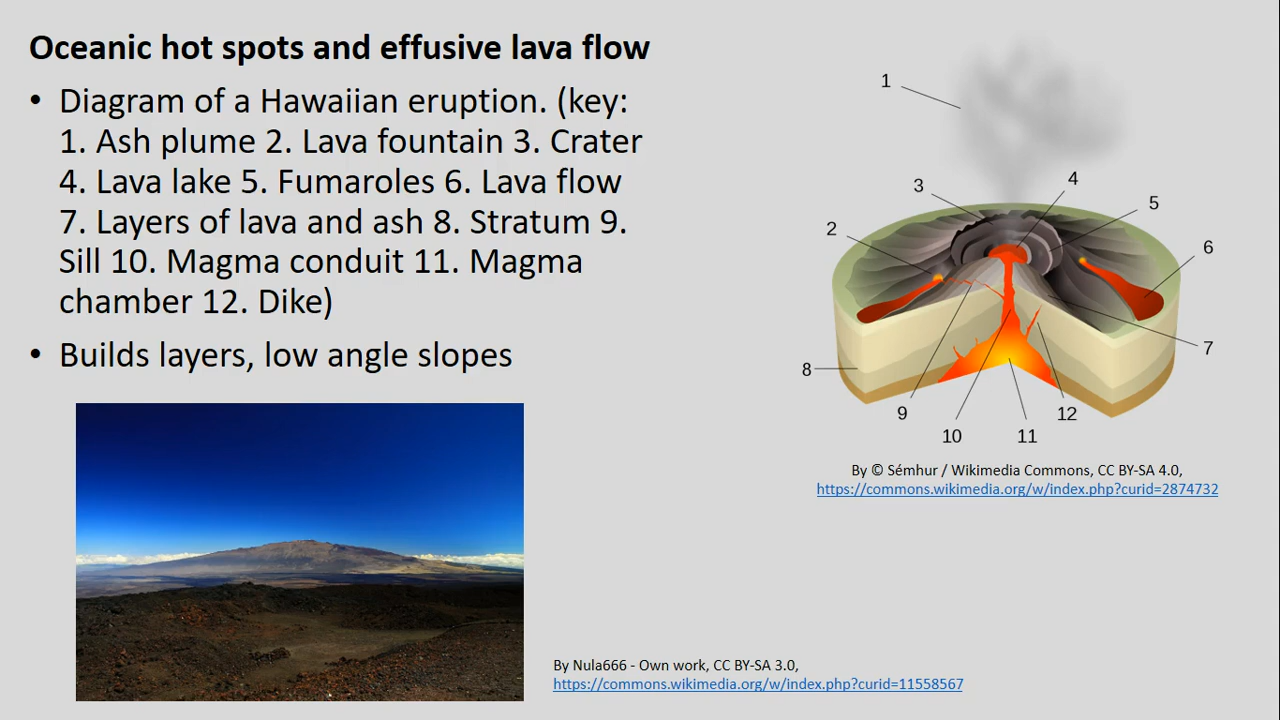 Oceanic hot spots and effusive lava flow
• Diagram of a Hawaiian eruption. (key:
1. Ash plume 2. Lava fountain 3. Crater
4. Lava lake 5. Fumaroles 6. Lava flow
7. Layers of lava and ash 8. Stratum 9.
Sill 10. Magma conduit 11. Magma
chamber 12. Dike)
• Builds layers, low angle slopes
1
4
3
5
2
6
7
8
9
12
10
11
By © Sémhur / Wikimedia Commons, CC BY-SA 4.0,
https://commons.wikimedia.org/w/index.php?curid=2874732
By Nula666 - Own work, CC BY-SA 3.0,
https://commons.wikimedia.org/w/index.php?curid=11558567